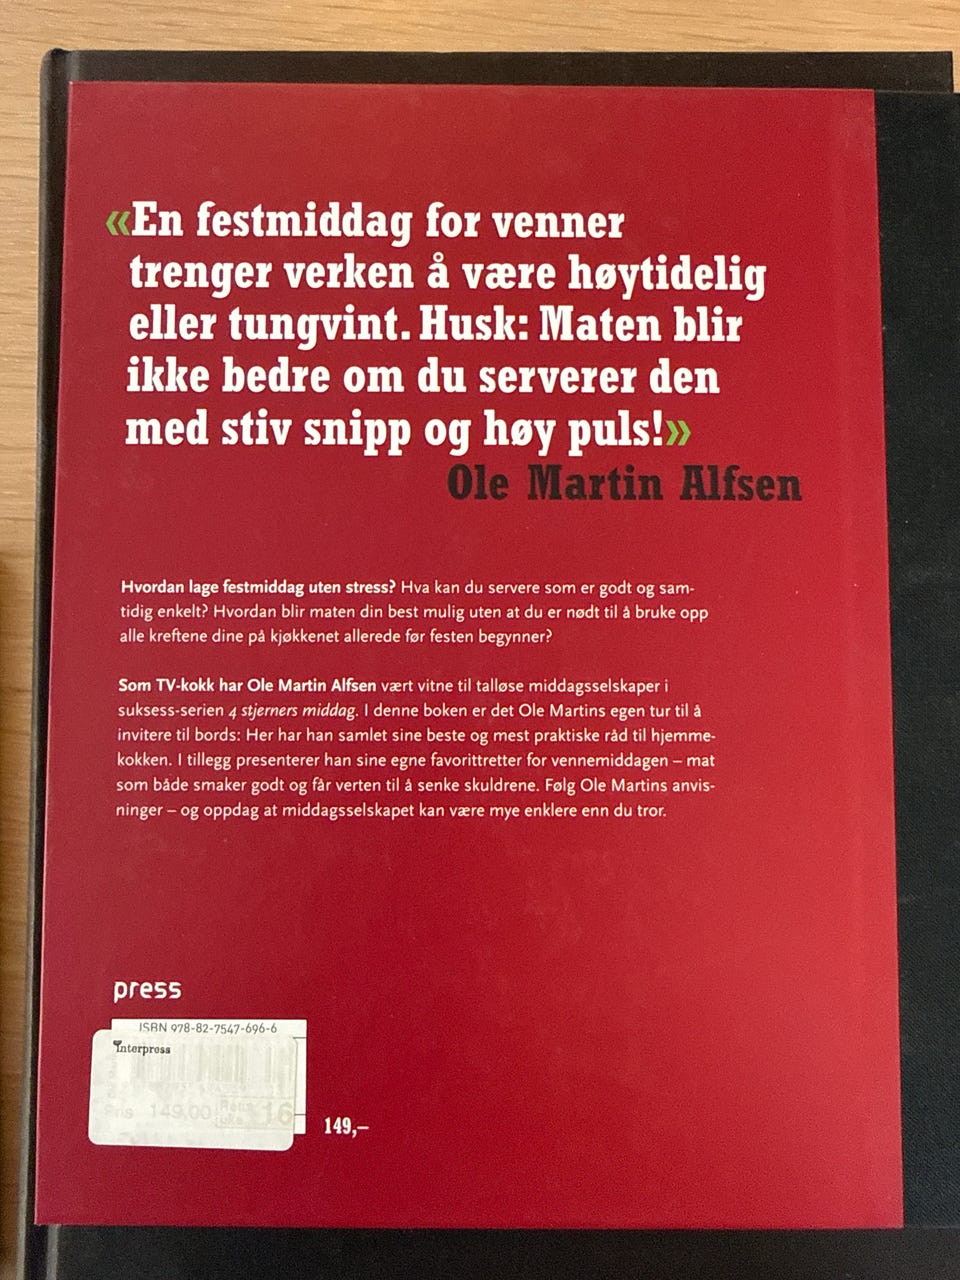 «En festmiddag for venner
trenger verken å være høytidelig
eller tungvint. Husk: Maten blir
ikke bedre om du serverer den
med stiv snipp og høy puls!»
Ole Martin Alfsen
Hvordan lage festmiddag uten stress? Hva kan du servere som er godt og sam-
tidig enkelt? Hvordan blir maten din best mulig uten at du er nødt til å bruke opp
alle kreftene dine på kjøkkenet allerede før festen begynner?
Som TV-kokk har Ole Martin Alfsen vært vitne til talløse middagsselskaper i
suksess-serien 4 stjerners middag. I denne boken er det Ole Martins egen tur til å
invitere til bords: Her har han samlet sine beste og mest praktiske råd til hjemme-
kokken. I tillegg presenterer han sine egne favorittretter for vennemiddagen – mat
som både smaker godt og får verten til å senke skuldrene. Følg Ole Martins anvis-
ninger – og oppdag at middagsselskapet kan være mye enklere enn du tror.
press
ISBN 978-82-7547-696-6
Interpress
Pris 149,00 Retur uke 16
149,–